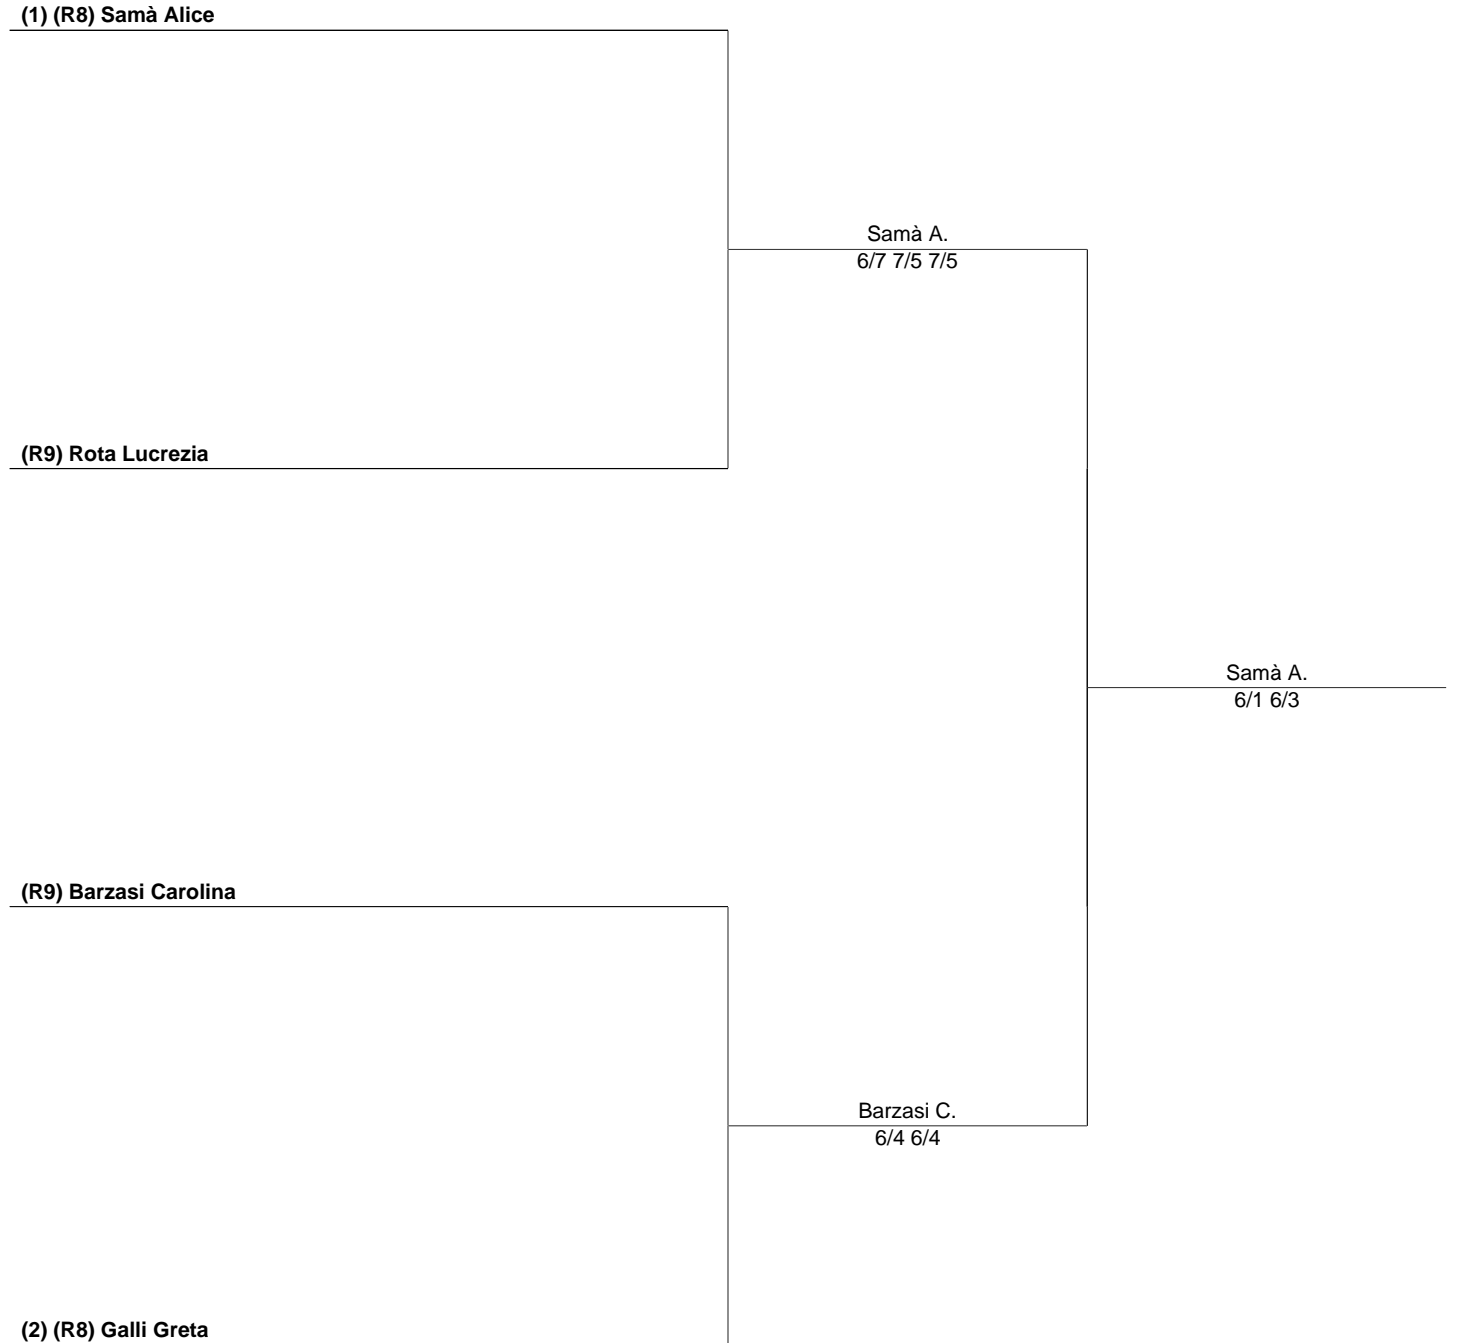 (1) (R8) Samà Alice
Samà A.
6/7 7/5 7/5
(R9) Rota Lucrezia
Samà A.
6/1 6/3
(R9) Barzasi Carolina
Barzasi C.
6/4 6/4
(2) (R8) Galli Greta